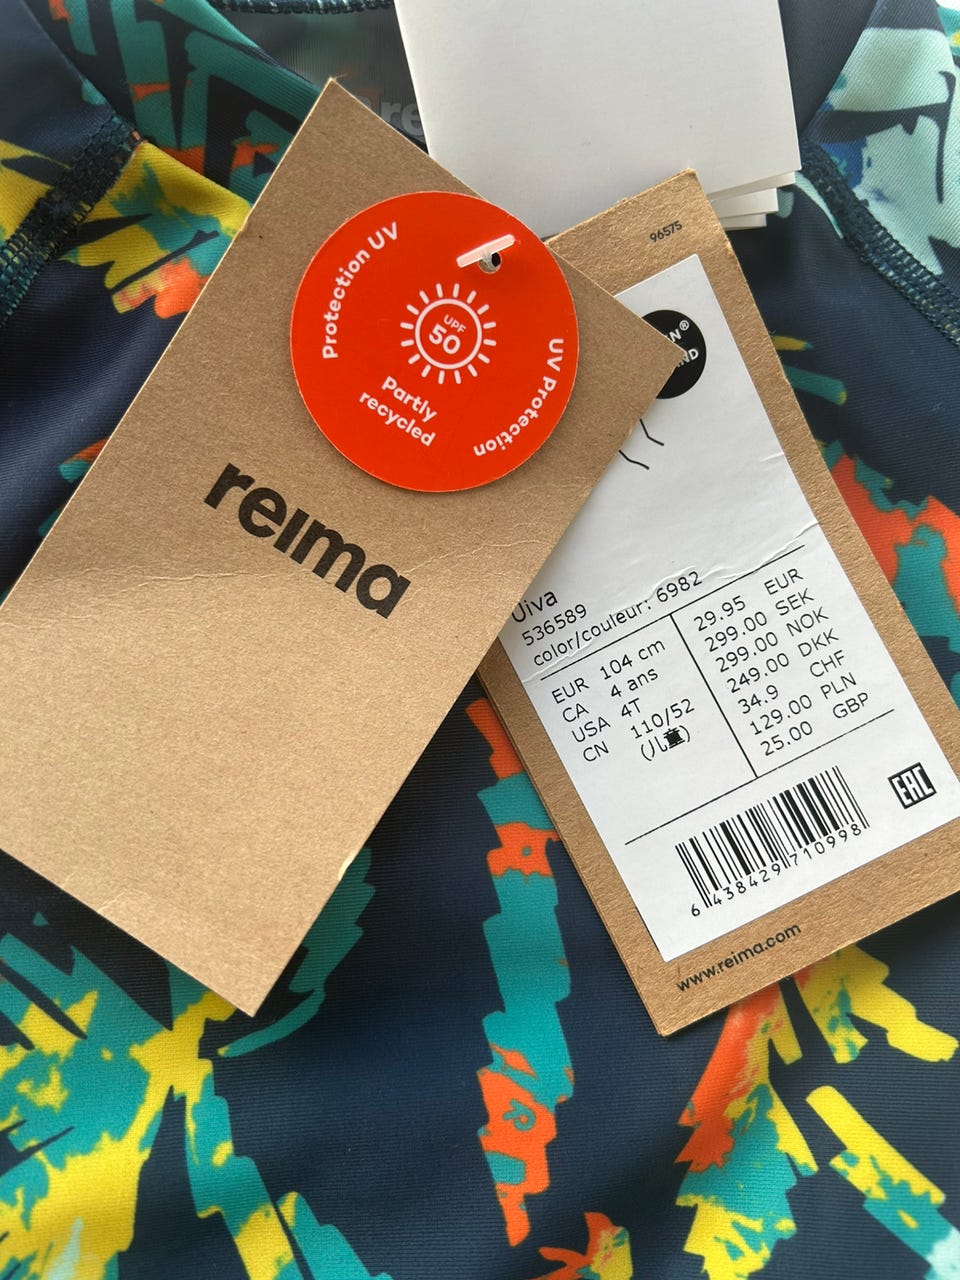 Protection UV
UPF
50
Partly
recycled
UV Protection
reima
96575
Uiva
536589
color/couleur: 6982
EUR 104 cm
CA 4 ans
USA 4T
CN 110/52
29.95 EUR
299.00 SEK
299.00 NOK
249.00 DKK
34.9 CHF
129.00 PLN
25.00 GBP
6 438429 710998
EAC
www.reima.com